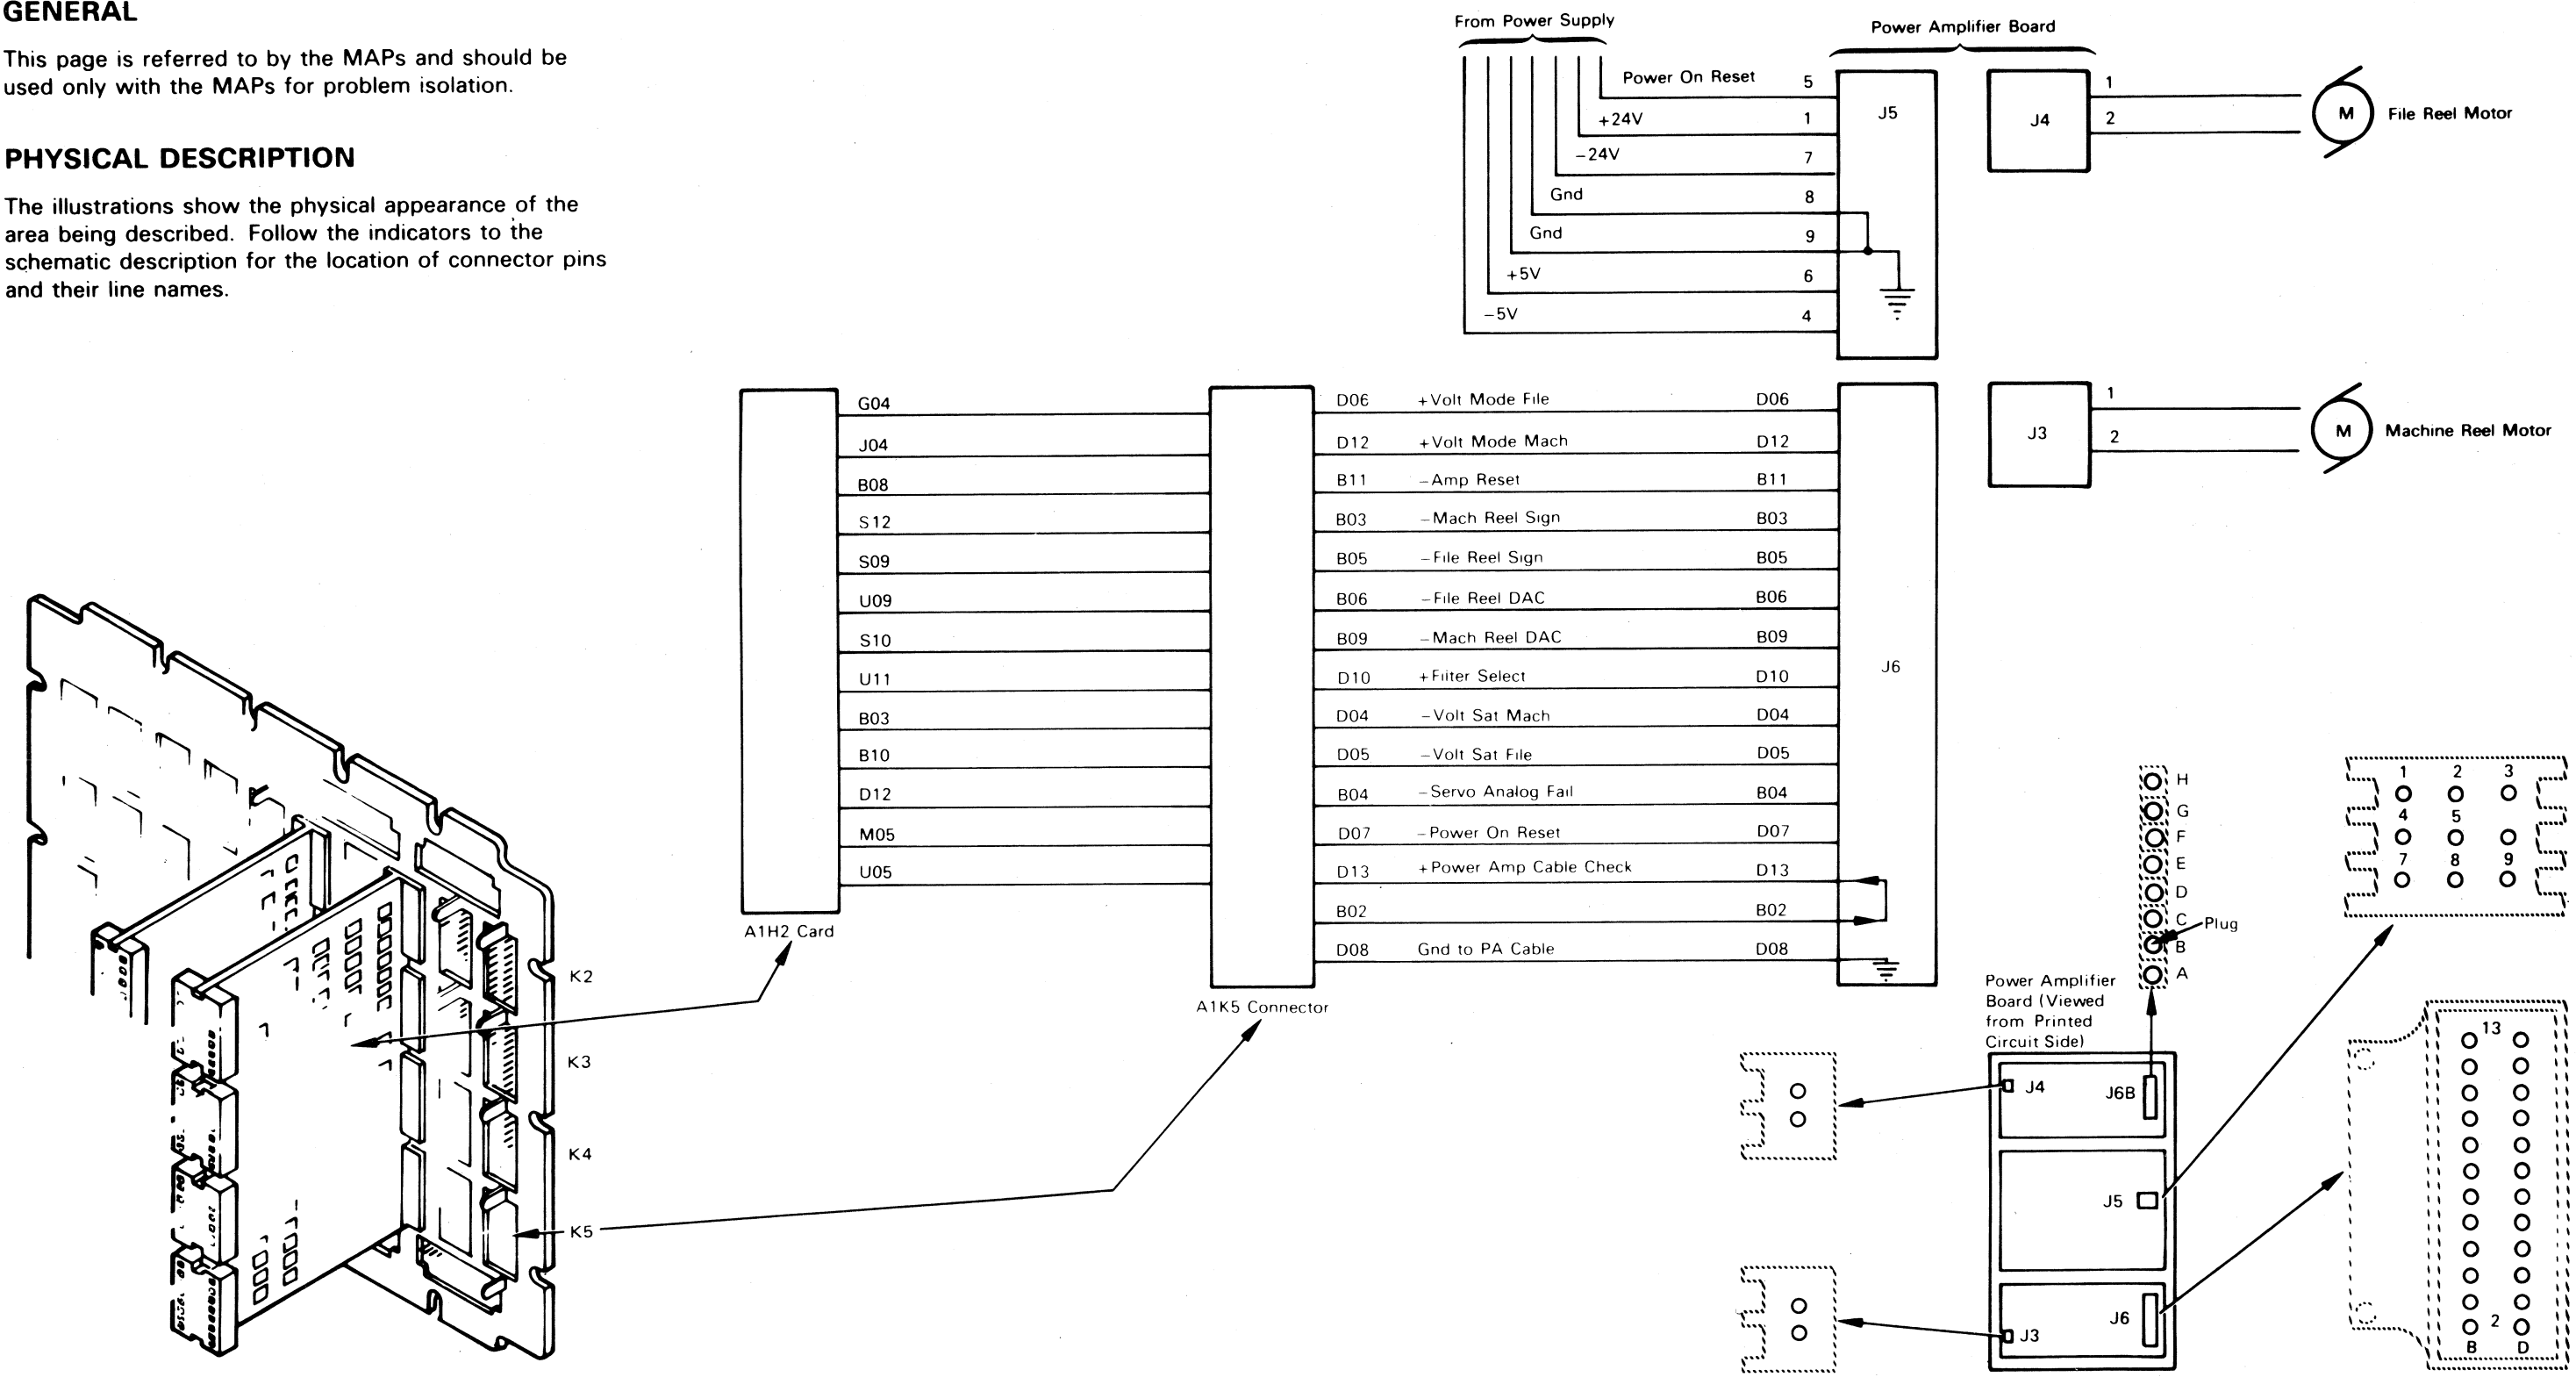 GENERAL
This page is referred to by the MAPs and should be
used only with the MAPs for problem isolation.
PHYSICAL DESCRIPTION
The illustrations show the physical appearance of the
area being described. Follow the indicators to the
schematic description for the location of connector pins
and their line names.
From Power Supply
Power Amplifier Board
Power On Reset 5
+24V 1
-24V 7
Gnd 8
Gnd 9
+5V 6
-5V 4
J5
J4
1
2
M
File Reel Motor
G04 D06 +Volt Mode File D06
J04 D12 +Volt Mode Mach D12
B08 B11 -Amp Reset B11
S12 B03 -Mach Reel Sign B03
S09 B05 -File Reel Sign B05
U09 B06 -File Reel DAC B06
S10 B09 -Mach Reel DAC B09
U11 D10 +Filter Select D10
B03 D04 -Volt Sat Mach D04
B10 D05 -Volt Sat File D05
D12 B04 -Servo Analog Fail B04
M05 D07 -Power On Reset D07
U05 D13 +Power Amp Cable Check D13
B02 B02
D08 Gnd to PA Cable D08
J6
J3
1
2
M
Machine Reel Motor
A1H2 Card
A1K5 Connector
K2
K3
K4
K5
H
G
F
E
D
C
B
A
Plug
1 2 3
4 5
7 8 9
Power Amplifier
Board (Viewed
from Printed
Circuit Side)
J4
J6B
J5
J6
J3
13
2
B D